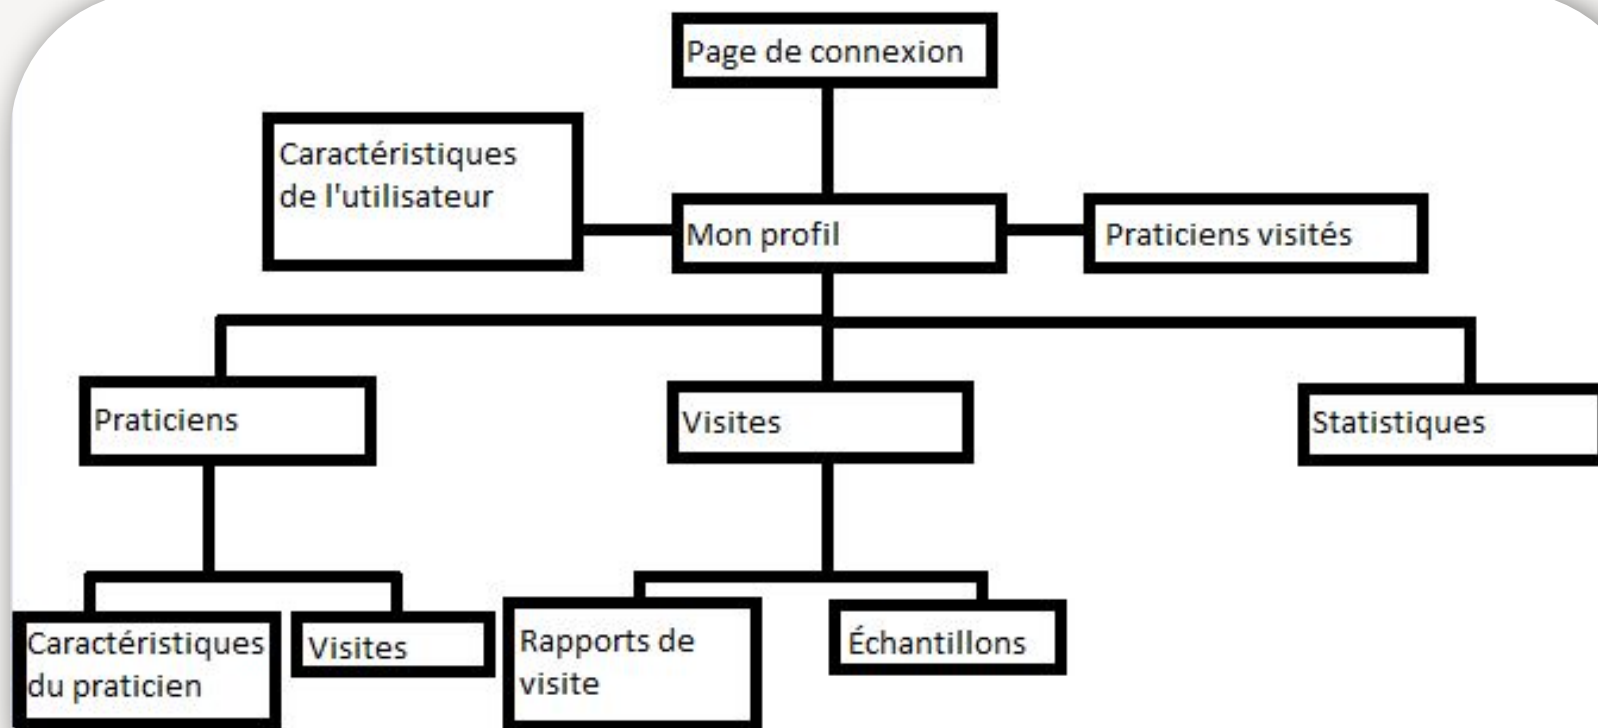 Page de connexion
Caractéristiques
de l'utilisateur
Mon profil
Praticiens visités
Praticiens
Visites
Statistiques
Caractéristiques
du praticien
Visites
Rapports de
visite
Échantillons